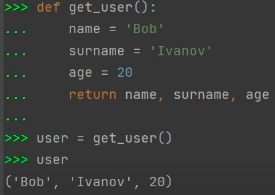 >>> def get_user():
...     name = 'Bob'
...     surname = 'Ivanov'
...     age = 20
...     return name, surname, age
...
>>> user = get_user()
>>> user
('Bob', 'Ivanov', 20)